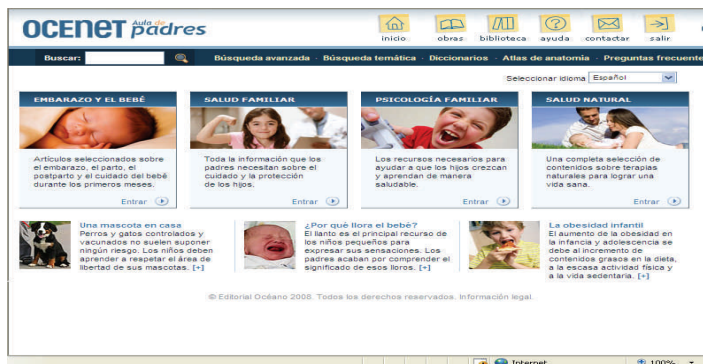 OCENET Aula de padres
inicio obras biblioteca ayuda contactar salir
Buscar: Búsqueda avanzada - Búsqueda temática - Diccionarios - Atlas de anatomía - Preguntas frecuente
Seleccionar idioma Español
EMBARAZO Y EL BEBÉ
Artículos seleccionados sobre
el embarazo, el parto, el
postparto y el cuidado del bebé
durante los primeros meses.
Entrar
SALUD FAMILIAR
Toda la información que los
padres necesitan sobre el
cuidado y la protección
de los hijos.
Entrar
PSICOLOGÍA FAMILIAR
Los recursos necesarios para
ayudar a que los hijos crezcan
y aprendan de manera
saludable.
Entrar
SALUD NATURAL
Una completa selección de
contenidos sobre terapias
naturales para lograr una
vida sana.
Entrar
Una mascota en casa
Perros y gatos controlados y
vacunados no suelen suponer
ningún riesgo. Los niños deben
aprender a respetar el área de
libertad de sus mascotas. [+]
¿Por qué llora el bebé?
El llanto es el principal recurso de
los niños pequeños para
expresar sus sensaciones. Los
padres acaban por comprender el
significado de esos lloros. [+]
La obesidad infantil
El aumento de la obesidad en
la infancia y adolescencia se
debe al incremento de
contenidos grasos en la dieta,
a la escasa actividad física y
a la vida sedentaria. [+]
© Editorial Océano 2008. Todos los derechos reservados. Información legal.
Internet 100%